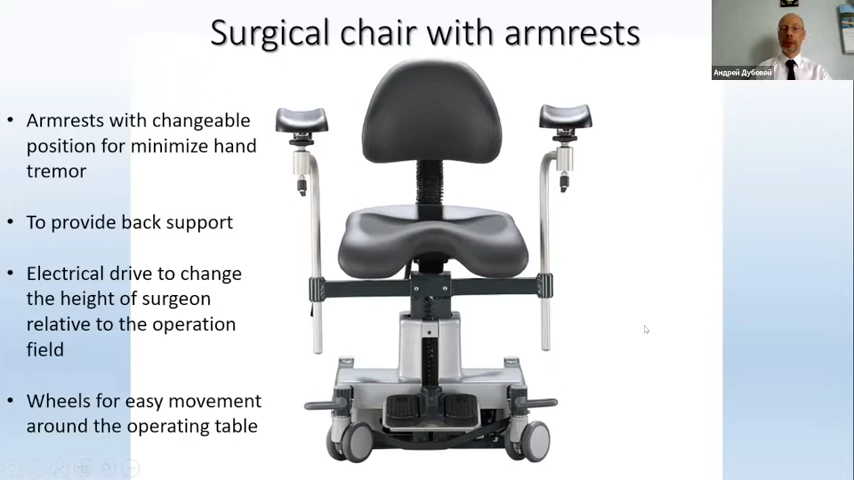 Surgical chair with armrests
Андрей Дубовой
• Armrests with changeable
position for minimize hand
tremor
• To provide back support
• Electrical drive to change
the height of surgeon
relative to the operation
field
• Wheels for easy movement
around the operating table